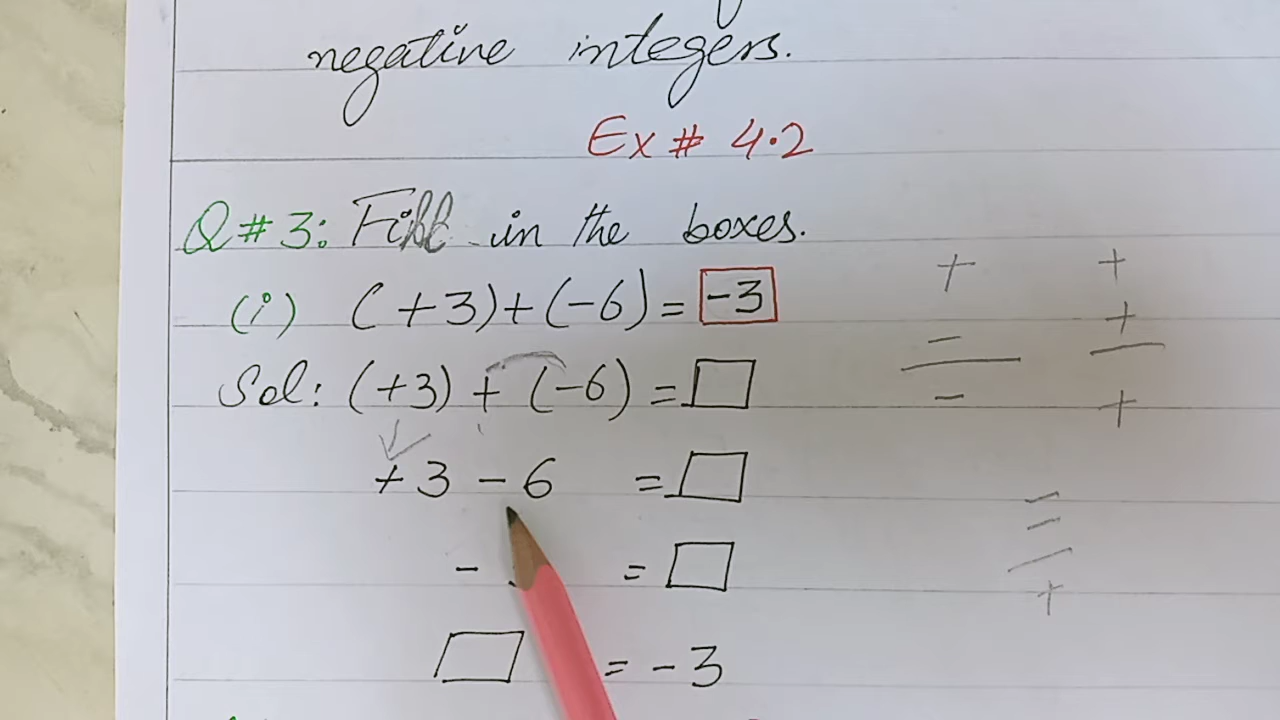 negative integers.
Ex # 4.2
Q # 3: Fill in the boxes.
(i) (+3)+(-6)= -3
Sol: (+3) + (-6) = □
+3 - 6 = □
- = □
□ = -3
+ +
- +
- +
-
-
+